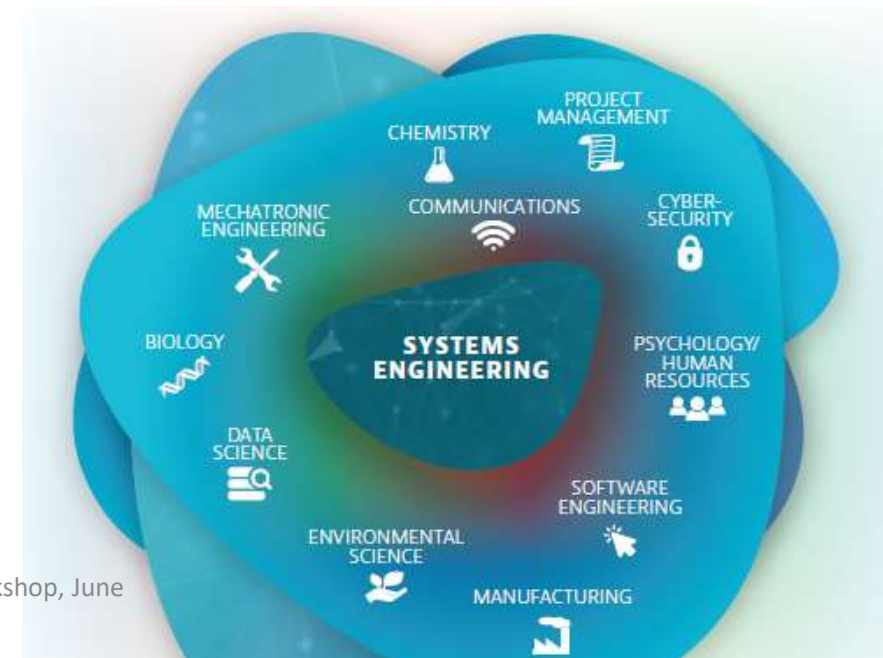 PROJECT
MANAGEMENT
CHEMISTRY
COMMUNICATIONS
CYBER-
SECURITY
MECHATRONIC
ENGINEERING
BIOLOGY
SYSTEMS
ENGINEERING
PSYCHOLOGY/
HUMAN
RESOURCES
DATA
SCIENCE
SOFTWARE
ENGINEERING
ENVIRONMENTAL
SCIENCE
MANUFACTURING
June